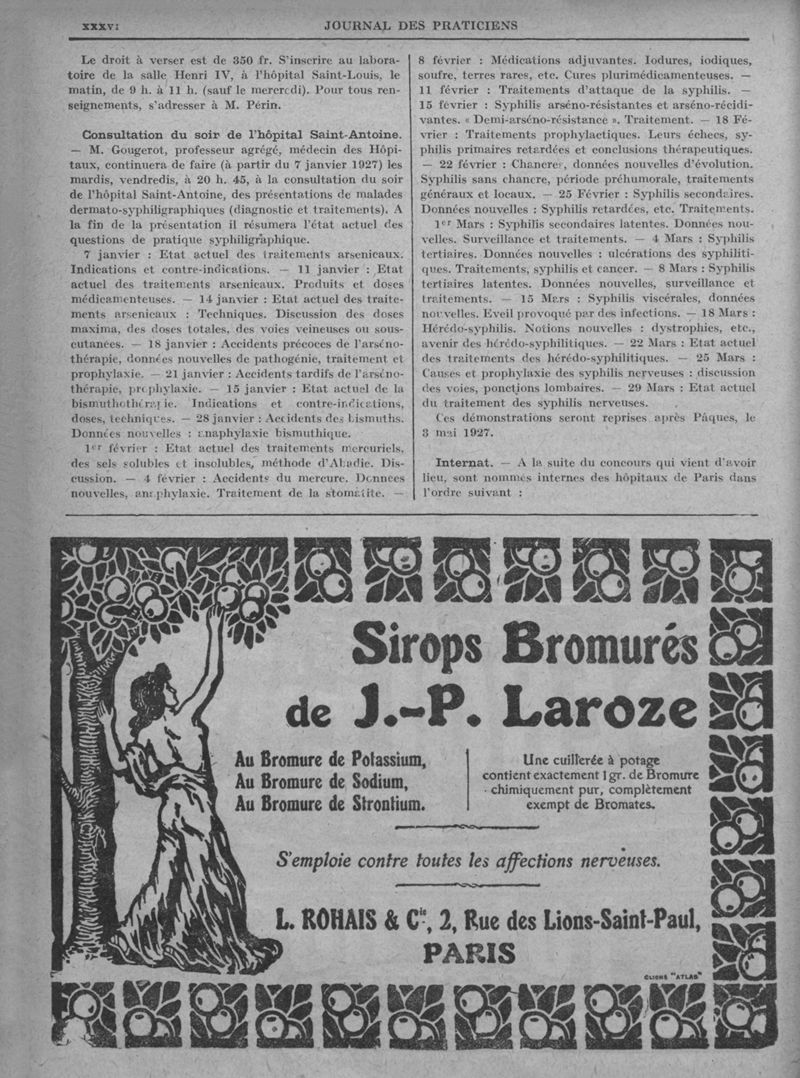 XXXVI
JOURNAL DES PRATICIENS
Le droit à verser est de 350 fr. S'inscrire au labora-
toire de la salle Henri IV, à l'hôpital Saint-Louis, le
matin, de 9 h. à 11 h. (sauf le mercredi). Pour tous ren-
seignements, s'adresser à M. Périn.
Consultation du soir de l'hôpital Saint-Antoine.
— M. Gougerot, professeur agrégé, médecin des Hôpi-
taux, continuera de faire (à partir du 7 janvier 1927) les
mardis, vendredis, à 20 h. 45, à la consultation du soir
de l'hôpital Saint-Antoine, des présentations de malades
dermato-syphiligraphiques (diagnostic et traitements). A
la fin de la présentation il résumera l'état actuel des
questions de pratique syphiligraphique.
7 janvier : Etat actuel des traitements arsenicaux.
Indications et contre-indications. — 11 janvier : Etat
actuel des traitements arsenicaux. Produits et doses
médicamenteuses. — 14 janvier : Etat actuel des traite-
ments arsenicaux : Techniques. Discussion des doses
maxima, des doses totales, des voies veineuses ou sous-
cutanées. — 18 janvier : Accidents précoces de l'arséno-
thérapie, données nouvelles de pathogénie, traitement et
prophylaxie. — 21 janvier : Accidents tardifs de l'arséno-
thérapie, prophylaxie. — 15 janvier : Etat actuel de la
bismuthothérapie. Indications et contre-indications,
doses, techniques. — 28 janvier : Accidents des bismuths.
Données nouvelles : anaphylaxie bismuthique.
1er février : Etat actuel des traitements mercuriels,
des sels solubles et insolubles, méthode d'Abadie. Dis-
cussion. — 4 février : Accidents du mercure. Données
nouvelles, anaphylaxie. Traitement de la stomatite. —
8 février : Médications adjuvantes. Iodures, iodiques,
soufre, terres rares, etc. Cures plurimédicamenteuses. —
11 février : Traitements d'attaque de la syphilis. —
15 février : Syphilis arséno-résistantes et arséno-récidi-
vantes. « Demi-arséno-résistance ». Traitement. — 18 Fé-
vrier : Traitements prophylactiques. Leurs échecs, sy-
philis primaires retardées et conclusions thérapeutiques.
— 22 février : Chancres, données nouvelles d'évolution.
Syphilis sans chancre, période préhumorale, traitements
généraux et locaux. — 25 Février : Syphilis secondaires.
Données nouvelles : Syphilis retardées, etc. Traitements.
1er Mars : Syphilis secondaires latentes. Données nou-
velles. Surveillance et traitements. — 4 Mars : Syphilis
tertiaires. Données nouvelles : ulcérations des syphiliti-
ques. Traitements, syphilis et cancer. — 8 Mars : Syphilis
tertiaires latentes. Données nouvelles, surveillance et
traitements. — 15 Mars : Syphilis viscérales, données
nouvelles. Eveil provoqué par des infections. — 18 Mars :
Hérédo-syphilis. Notions nouvelles : dystrophies, etc.,
avenir des hérédo-syphilitiques. — 22 Mars : Etat actuel
des traitements des hérédo-syphilitiques. — 25 Mars :
Causes et prophylaxie des syphilis nerveuses : discussion
des voies, ponctions lombaires. — 29 Mars : Etat actuel
du traitement des syphilis nerveuses.
Ces démonstrations seront reprises après Pâques, le
3 mai 1927.
Internat. — A la suite du concours qui vient d'avoir
lieu, sont nommés internes des hôpitaux de Paris dans
l'ordre suivant :
Sirops Bromurés
de J.-P. Laroze
Au Bromure de Potassium,
Au Bromure de Sodium,
Au Bromure de Strontium.
Une cuillerée à potage
contient exactement 1 gr. de Bromure
chimiquement pur, complètement
exempt de Bromates.
S'emploie contre toutes les affections nerveuses.
L. ROHAIS & Cie, 2, Rue des Lions-Saint-Paul,
PARIS
CLICHÉ "ATLAS"